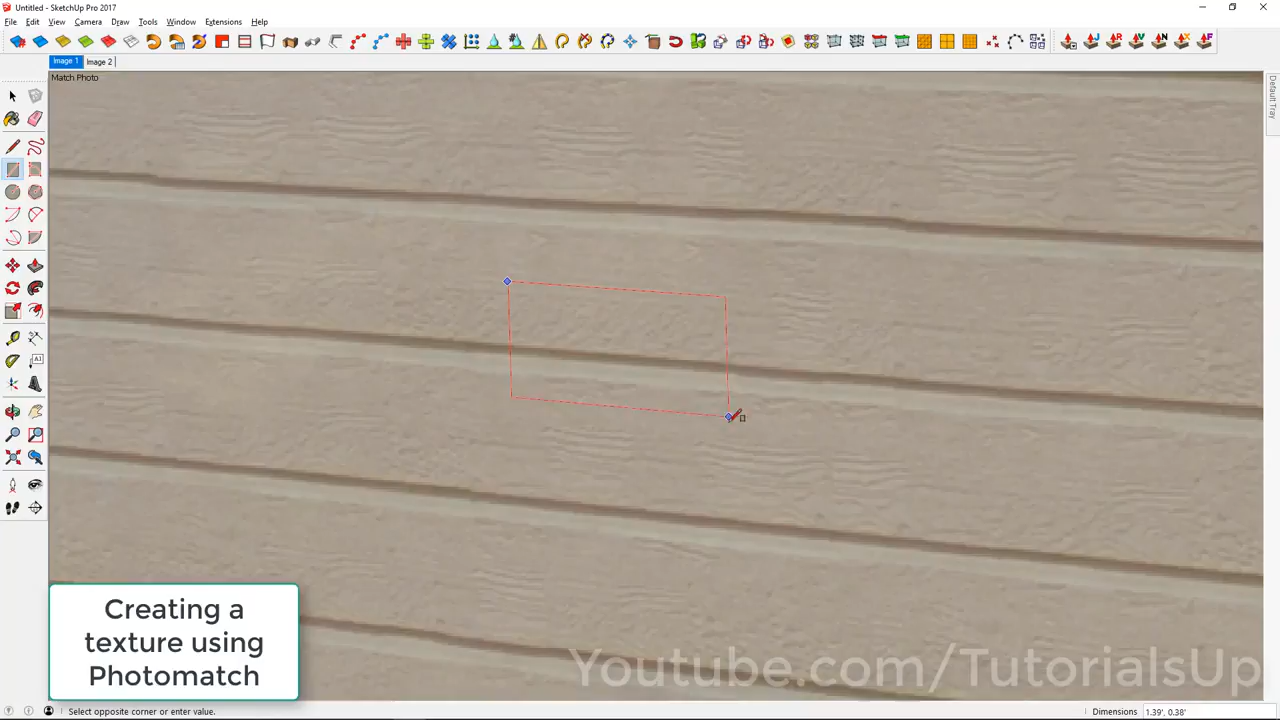 Untitled - SketchUp Pro 2017
File Edit View Camera Draw Tools Window Extensions Help
Image 1 Image 2
Match Photo
Default Tray
Creating a
texture using
Photomatch
Youtube.com/TutorialsUp
Select opposite corner or enter value.
Dimensions 1.39', 0.38'